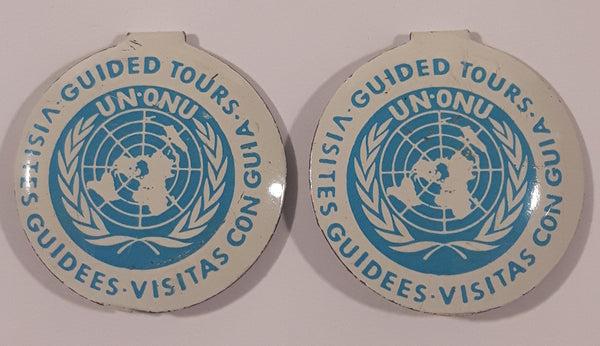 GUIDED TOURS · VISITAS CON GUIA · VISITES GUIDEES ·
UN·ONU
GUIDED TOURS · VISITAS CON GUIA · VISITES GUIDEES ·
UN·ONU